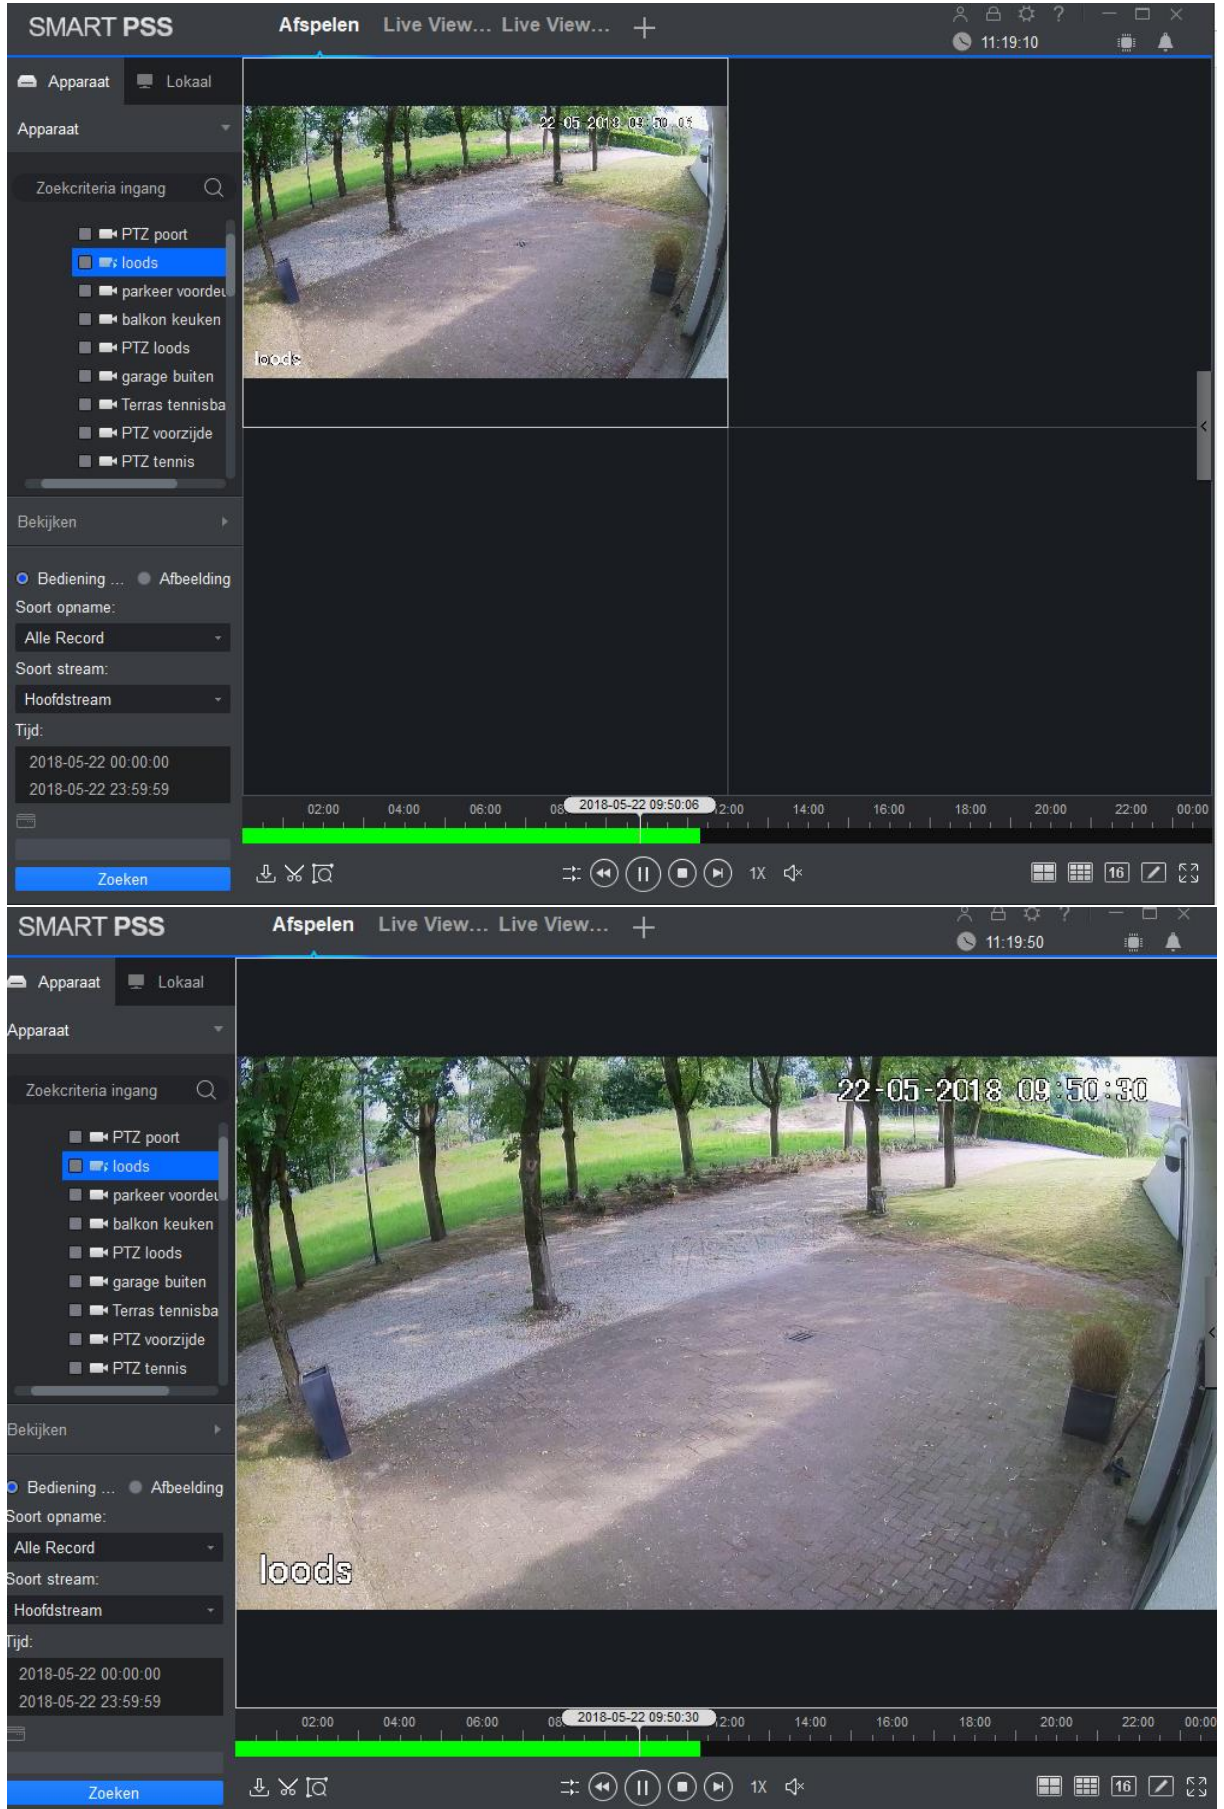 SMART PSS
Afspelen Live View... Live View...
11:19:10
Apparaat Lokaal
Apparaat
22-05-2018 09:50:06
Zoekcriteria ingang
PTZ poort
loods
parkeer voordeu
balkon keuken
PTZ loods
garage buiten
Terras tennisba
PTZ voorzijde
PTZ tennis
loods
Bekijken
Bediening ... Afbeelding
Soort opname:
Alle Record
Soort stream:
Hoofdstream
Tijd:
2018-05-22 00:00:00
2018-05-22 23:59:59
02:00 04:00 06:00 08: 2018-05-22 09:50:06 12:00 14:00 16:00 18:00 20:00 22:00 00:00
Zoeken
1X
16
SMART PSS
Afspelen Live View... Live View...
11:19:50
Apparaat Lokaal
Apparaat
22-05-2018 09:50:30
Zoekcriteria ingang
PTZ poort
loods
parkeer voordeu
balkon keuken
PTZ loods
garage buiten
Terras tennisba
PTZ voorzijde
PTZ tennis
Bekijken
Bediening ... Afbeelding
Soort opname:
Alle Record
loods
Soort stream:
Hoofdstream
Tijd:
2018-05-22 00:00:00
2018-05-22 23:59:59
02:00 04:00 06:00 08: 2018-05-22 09:50:30 12:00 14:00 16:00 18:00 20:00 22:00 00:00
Zoeken
1X
16